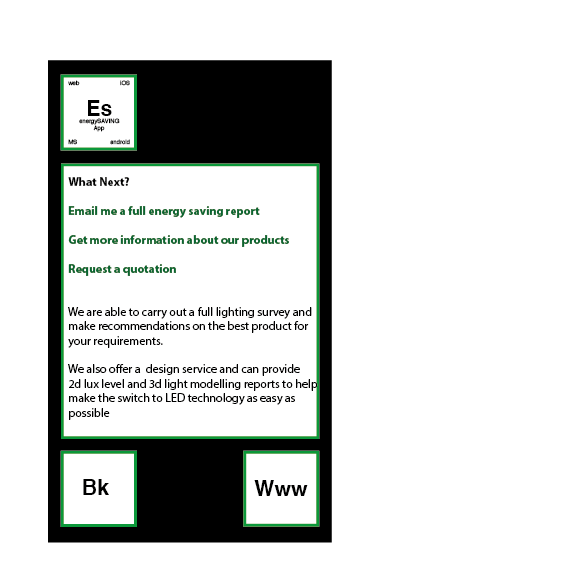 web iOS
Es
energySAVING
App
MS android
What Next?
Email me a full energy saving report
Get more information about our products
Request a quotation
We are able to carry out a full lighting survey and
make recommendations on the best product for
your requirements.
We also offer a  design service and can provide
2d lux level and 3d light modelling reports to help
make the switch to LED technology as easy as
possible
Bk Www